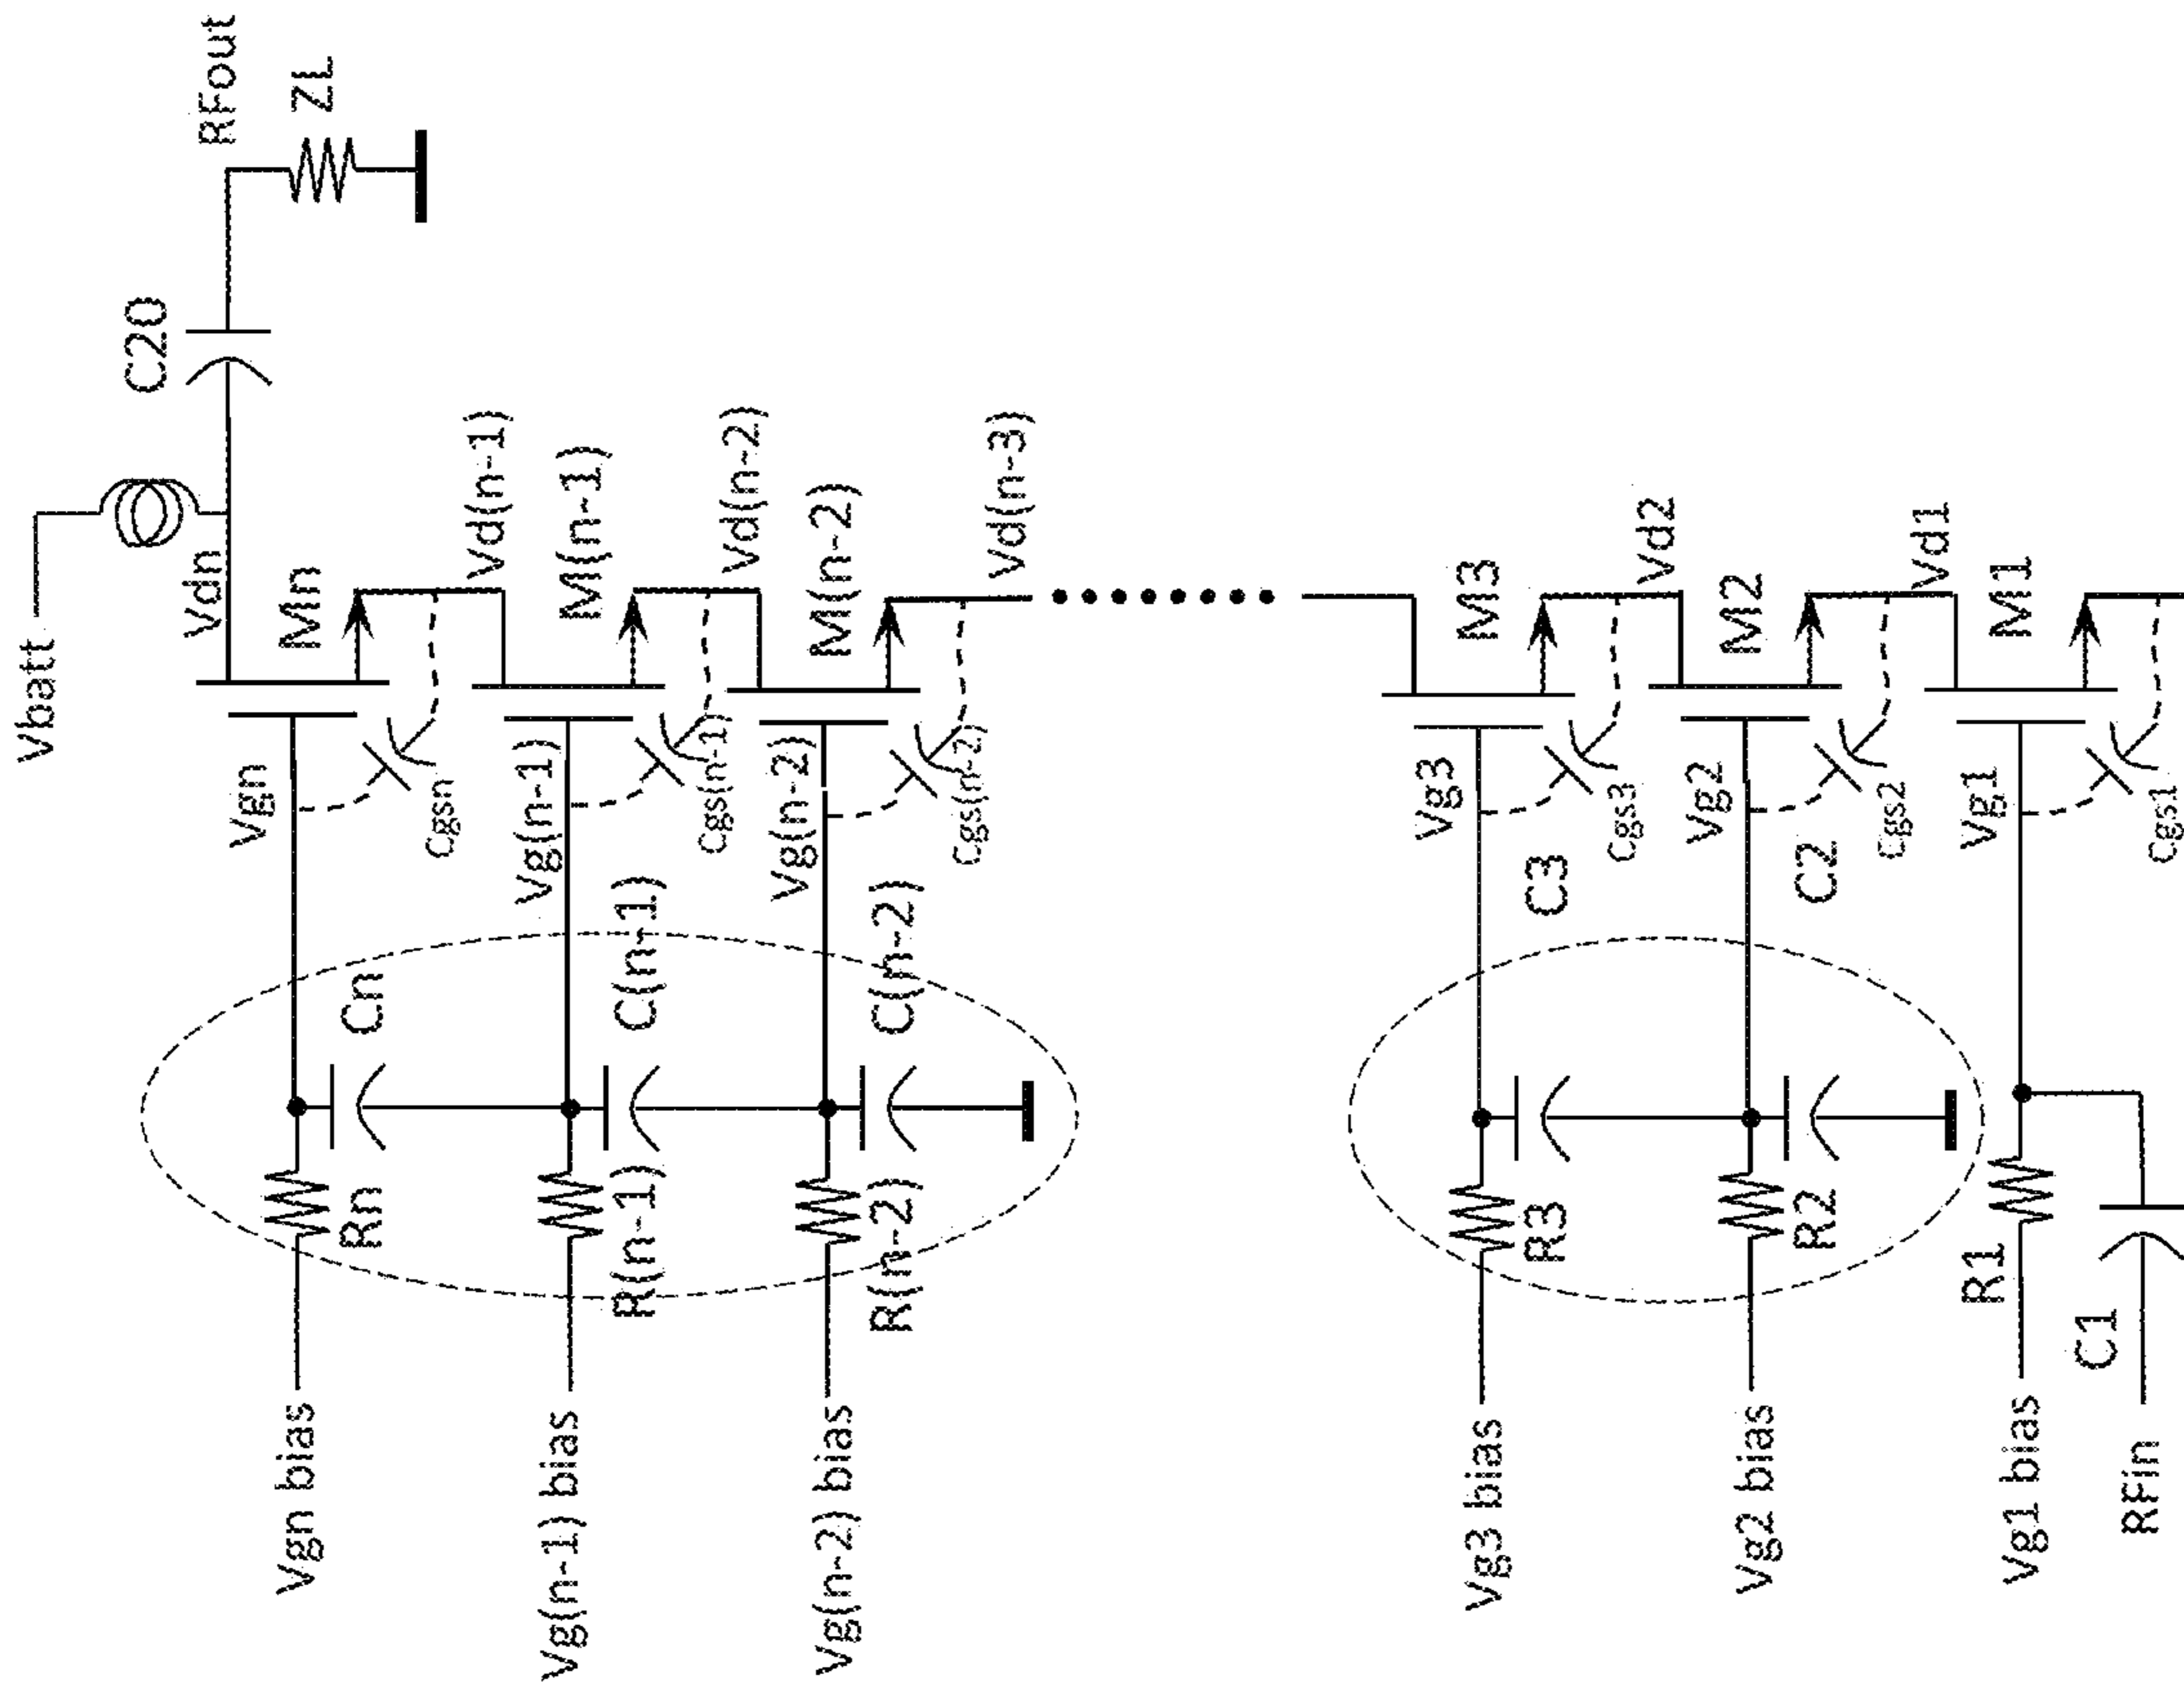 Vbatt
RFout
ZL
C20
Vdn
Mn
Vgn
Cgsn
Cn
Rn
Vgn bias
Vd(n-1)
M(n-1)
Vg(n-1)
Cgs(n-1)
C(n-1)
R(n-1)
Vg(n-1) bias
Vd(n-2)
M(n-2)
Vg(n-2)
Cgs(n-2)
C(n-2)
R(n-2)
Vg(n-2) bias
Vd(n-3)
M3
Vg3
Cgs3
C3
R3
Vg3 bias
Vd2
M2
Vg2
Cgs2
C2
R2
Vg2 bias
Vd1
M1
Vg1
Cgs1
R1
Vg1 bias
C1
RFin